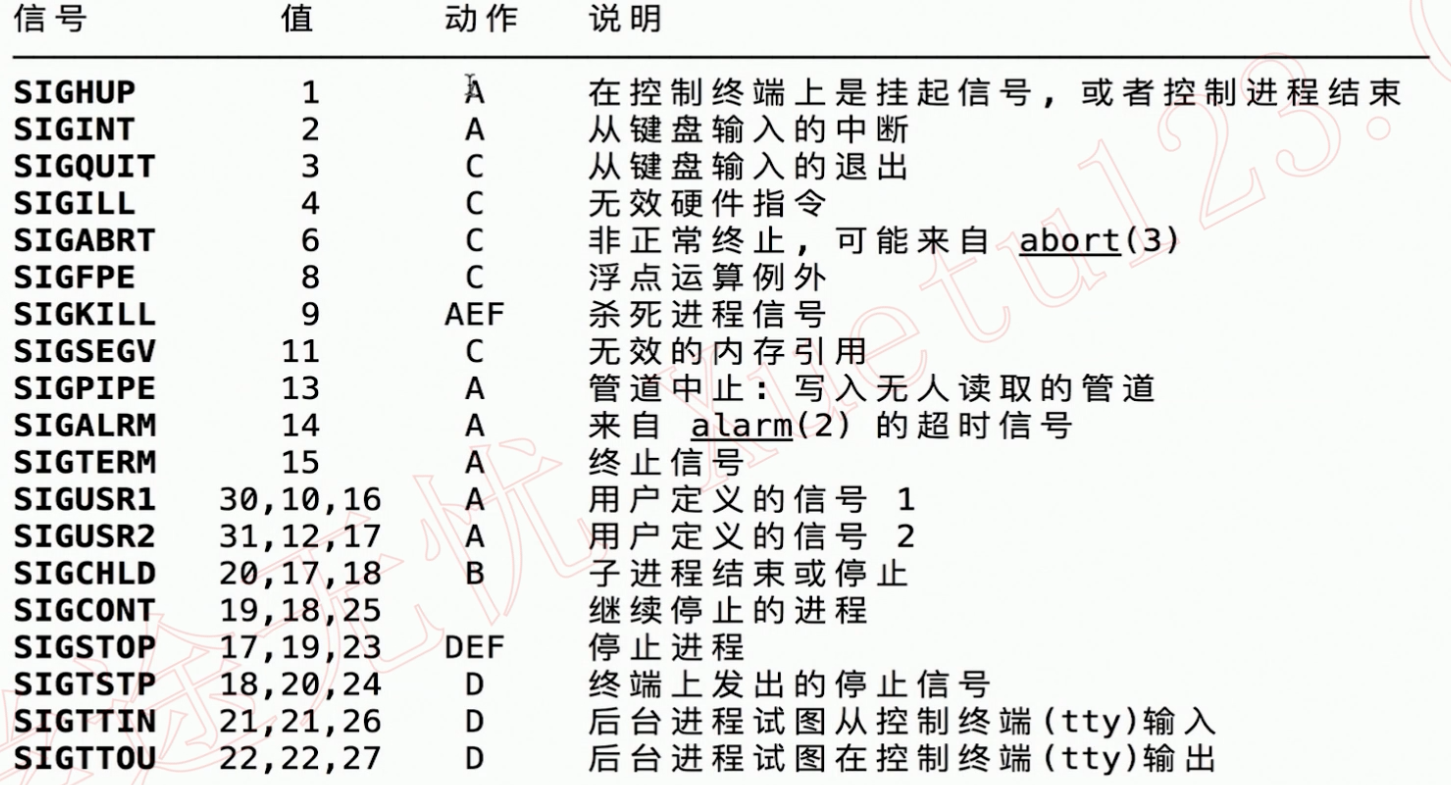 信号 值 动作 说明
SIGHUP 1 A 在控制终端上是挂起信号, 或者控制进程结束
SIGINT 2 A 从键盘输入的中断
SIGQUIT 3 C 从键盘输入的退出
SIGILL 4 C 无效硬件指令
SIGABRT 6 C 非正常终止, 可能来自 abort(3)
SIGFPE 8 C 浮点运算例外
SIGKILL 9 AEF 杀死进程信号
SIGSEGV 11 C 无效的内存引用
SIGPIPE 13 A 管道中止: 写入无人读取的管道
SIGALRM 14 A 来自 alarm(2) 的超时信号
SIGTERM 15 A 终止信号
SIGUSR1 30,10,16 A 用户定义的信号 1
SIGUSR2 31,12,17 A 用户定义的信号 2
SIGCHLD 20,17,18 B 子进程结束或停止
SIGCONT 19,18,25 继续停止的进程
SIGSTOP 17,19,23 DEF 停止进程
SIGTSTP 18,20,24 D 终端上发出的停止信号
SIGTTIN 21,21,26 D 后台进程试图从控制终端(tty)输入
SIGTTOU 22,22,27 D 后台进程试图在控制终端(tty)输出
途无忧 Xuetu123.